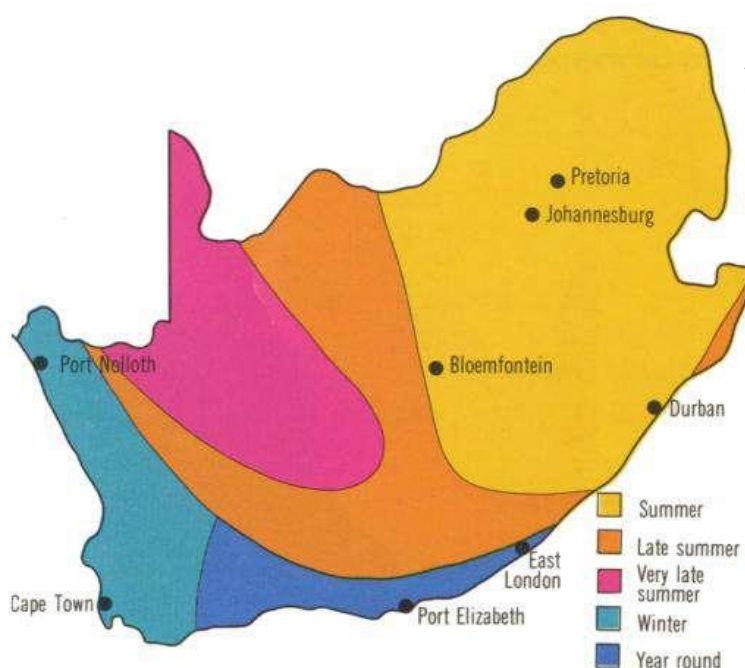 Pretoria
Johannesburg
Port Nolloth
Bloemfontein
Durban
East
London
Cape Town
Port Elizabeth
Summer
Late summer
Very late
summer
Winter
Year round